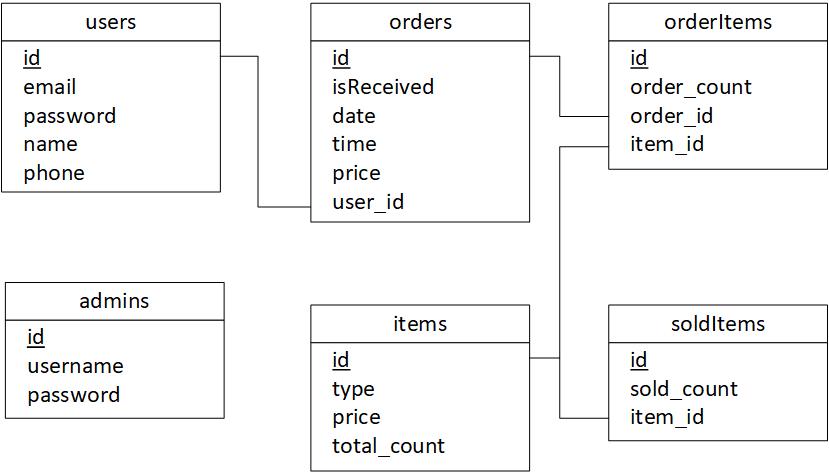 users
id
email
password
name
phone
orders
id
isReceived
date
time
price
user_id
orderItems
id
order_count
order_id
item_id
admins
id
username
password
items
id
type
price
total_count
soldItems
id
sold_count
item_id